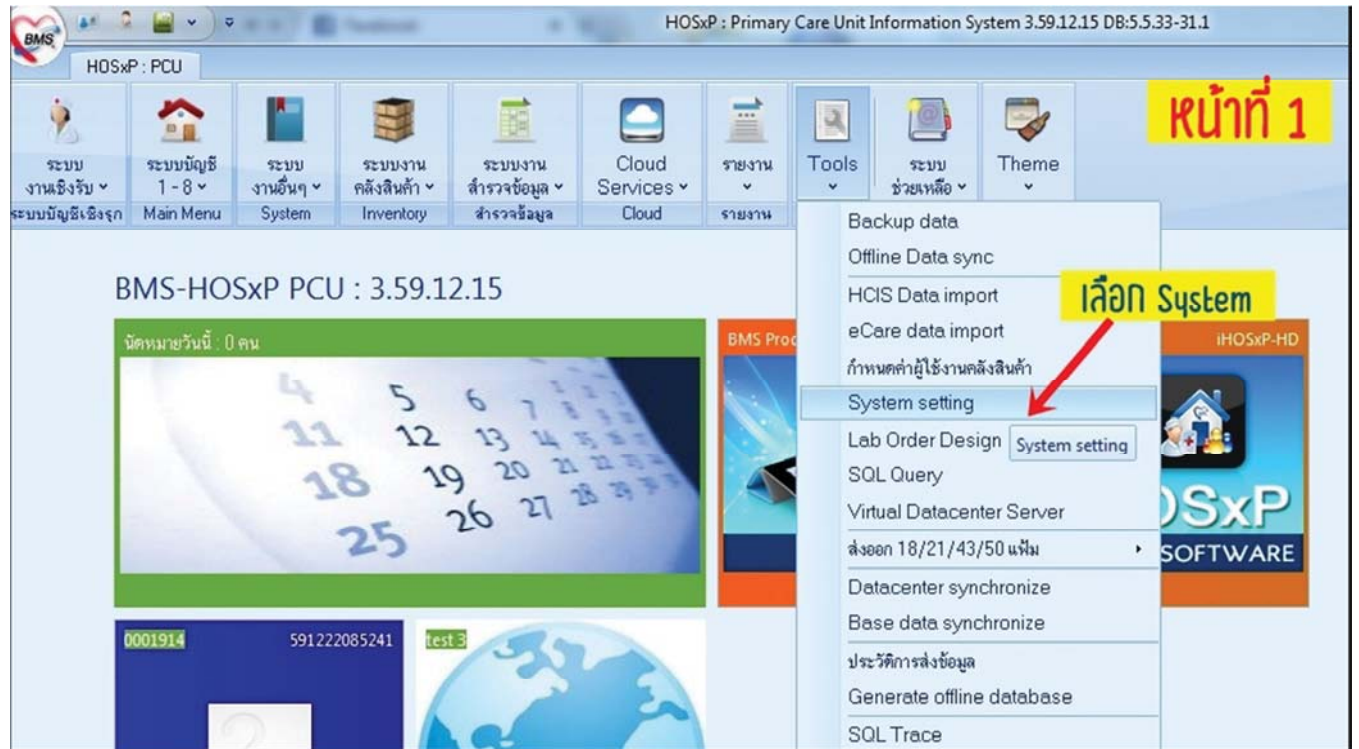 HOSxP : Primary Care Unit Information System 3.59.12.15 DB:5.5.33-31.1
BMS
HOSxP : PCU
หน้าที่ 1
ระบบ งานเชิงรับ
ระบบบัญชี 1 - 8
ระบบ งานอื่นๆ
ระบบงาน คลังสินค้า
ระบบงาน สำรวจข้อมูล
Cloud Services
รายงาน
Tools
ระบบ ช่วยเหลือ
Theme
ระบบบัญชีเชิงรุก
Main Menu
System
Inventory
สำรวจข้อมูล
Cloud
รายงาน
Backup data
Offline Data sync
HCIS Data import
eCare data import
กำหนดค่าผู้ใช้งานคลังสินค้า
System setting
Lab Order Design
System setting
SQL Query
Virtual Datacenter Server
ส่งออก 18/21/43/50 แฟ้ม
Datacenter synchronize
Base data synchronize
ประวัติการส่งข้อมูล
Generate offline database
SQL Trace
เลือก System
BMS-HOSxP PCU : 3.59.12.15
นัดหมายวันนี้ : 0 คน
4 5 6 7 8
11 12 13 14 15
18 19 20 21 22
25 26 27 28 29
BMS Proc
iHOSxP-HD
OSxP
SOFTWARE
0001914
591222085241
test 3